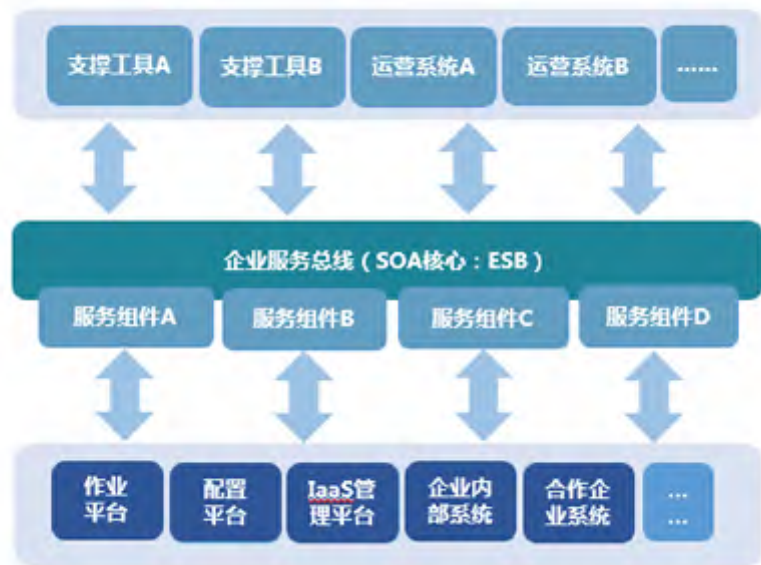 支撑工具A
支撑工具B
运营系统A
运营系统B
……
企业服务总线（SOA核心：ESB）
服务组件A
服务组件B
服务组件C
服务组件D
作业
平台
配置
平台
IaaS管
理平台
企业内
部系统
合作企
业系统
…
…